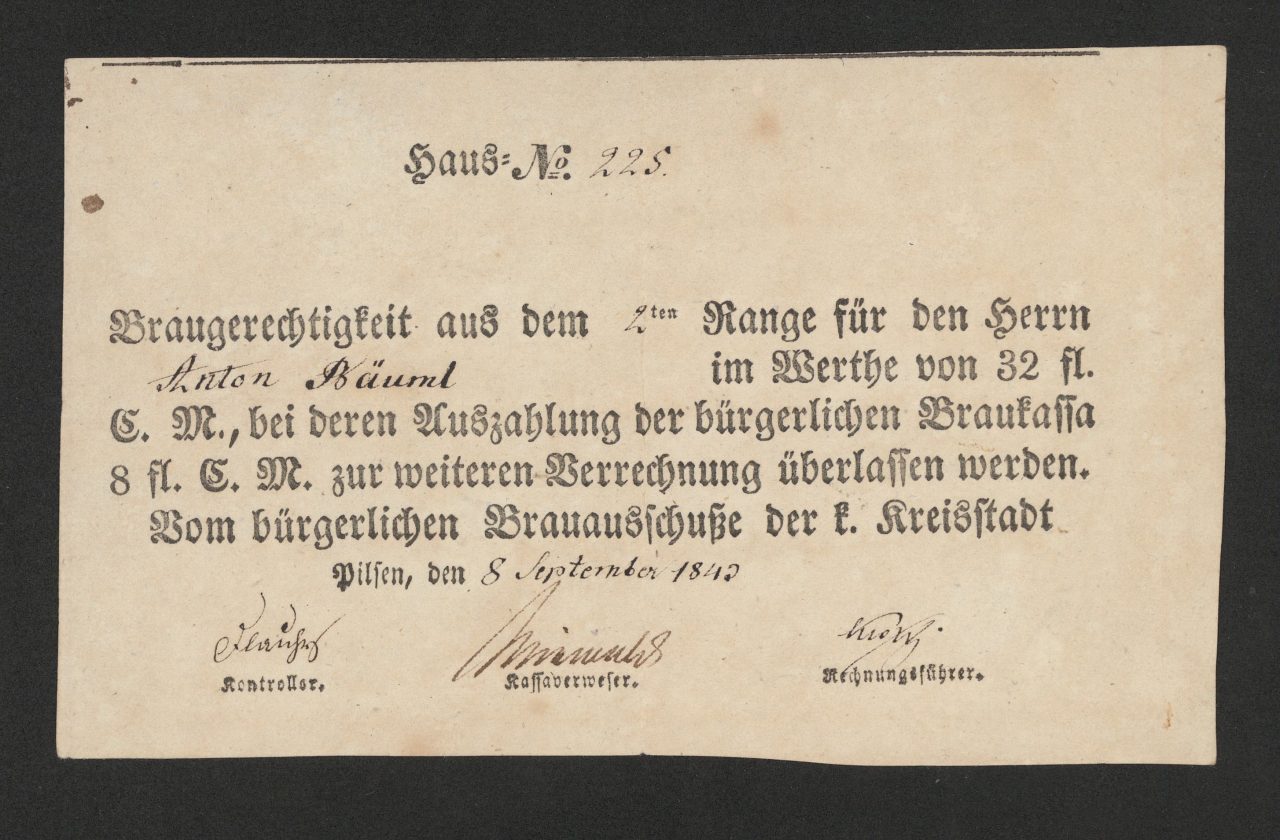 Haus-No. 225.
Braugerechtigkeit aus dem 2ten Range für den Herrn
Anton Bäuml im Werthe von 32 fl.
C. M., bei deren Auszahlung der bürgerlichen Braukassa
8 fl. C. M. zur weiteren Verrechnung überlassen werden.
Vom bürgerlichen Brauausschuße der k. Kreisstadt
Pilsen, den 8 September 1843
Kontrollor. Kassaverweser. Rechnungsführer.